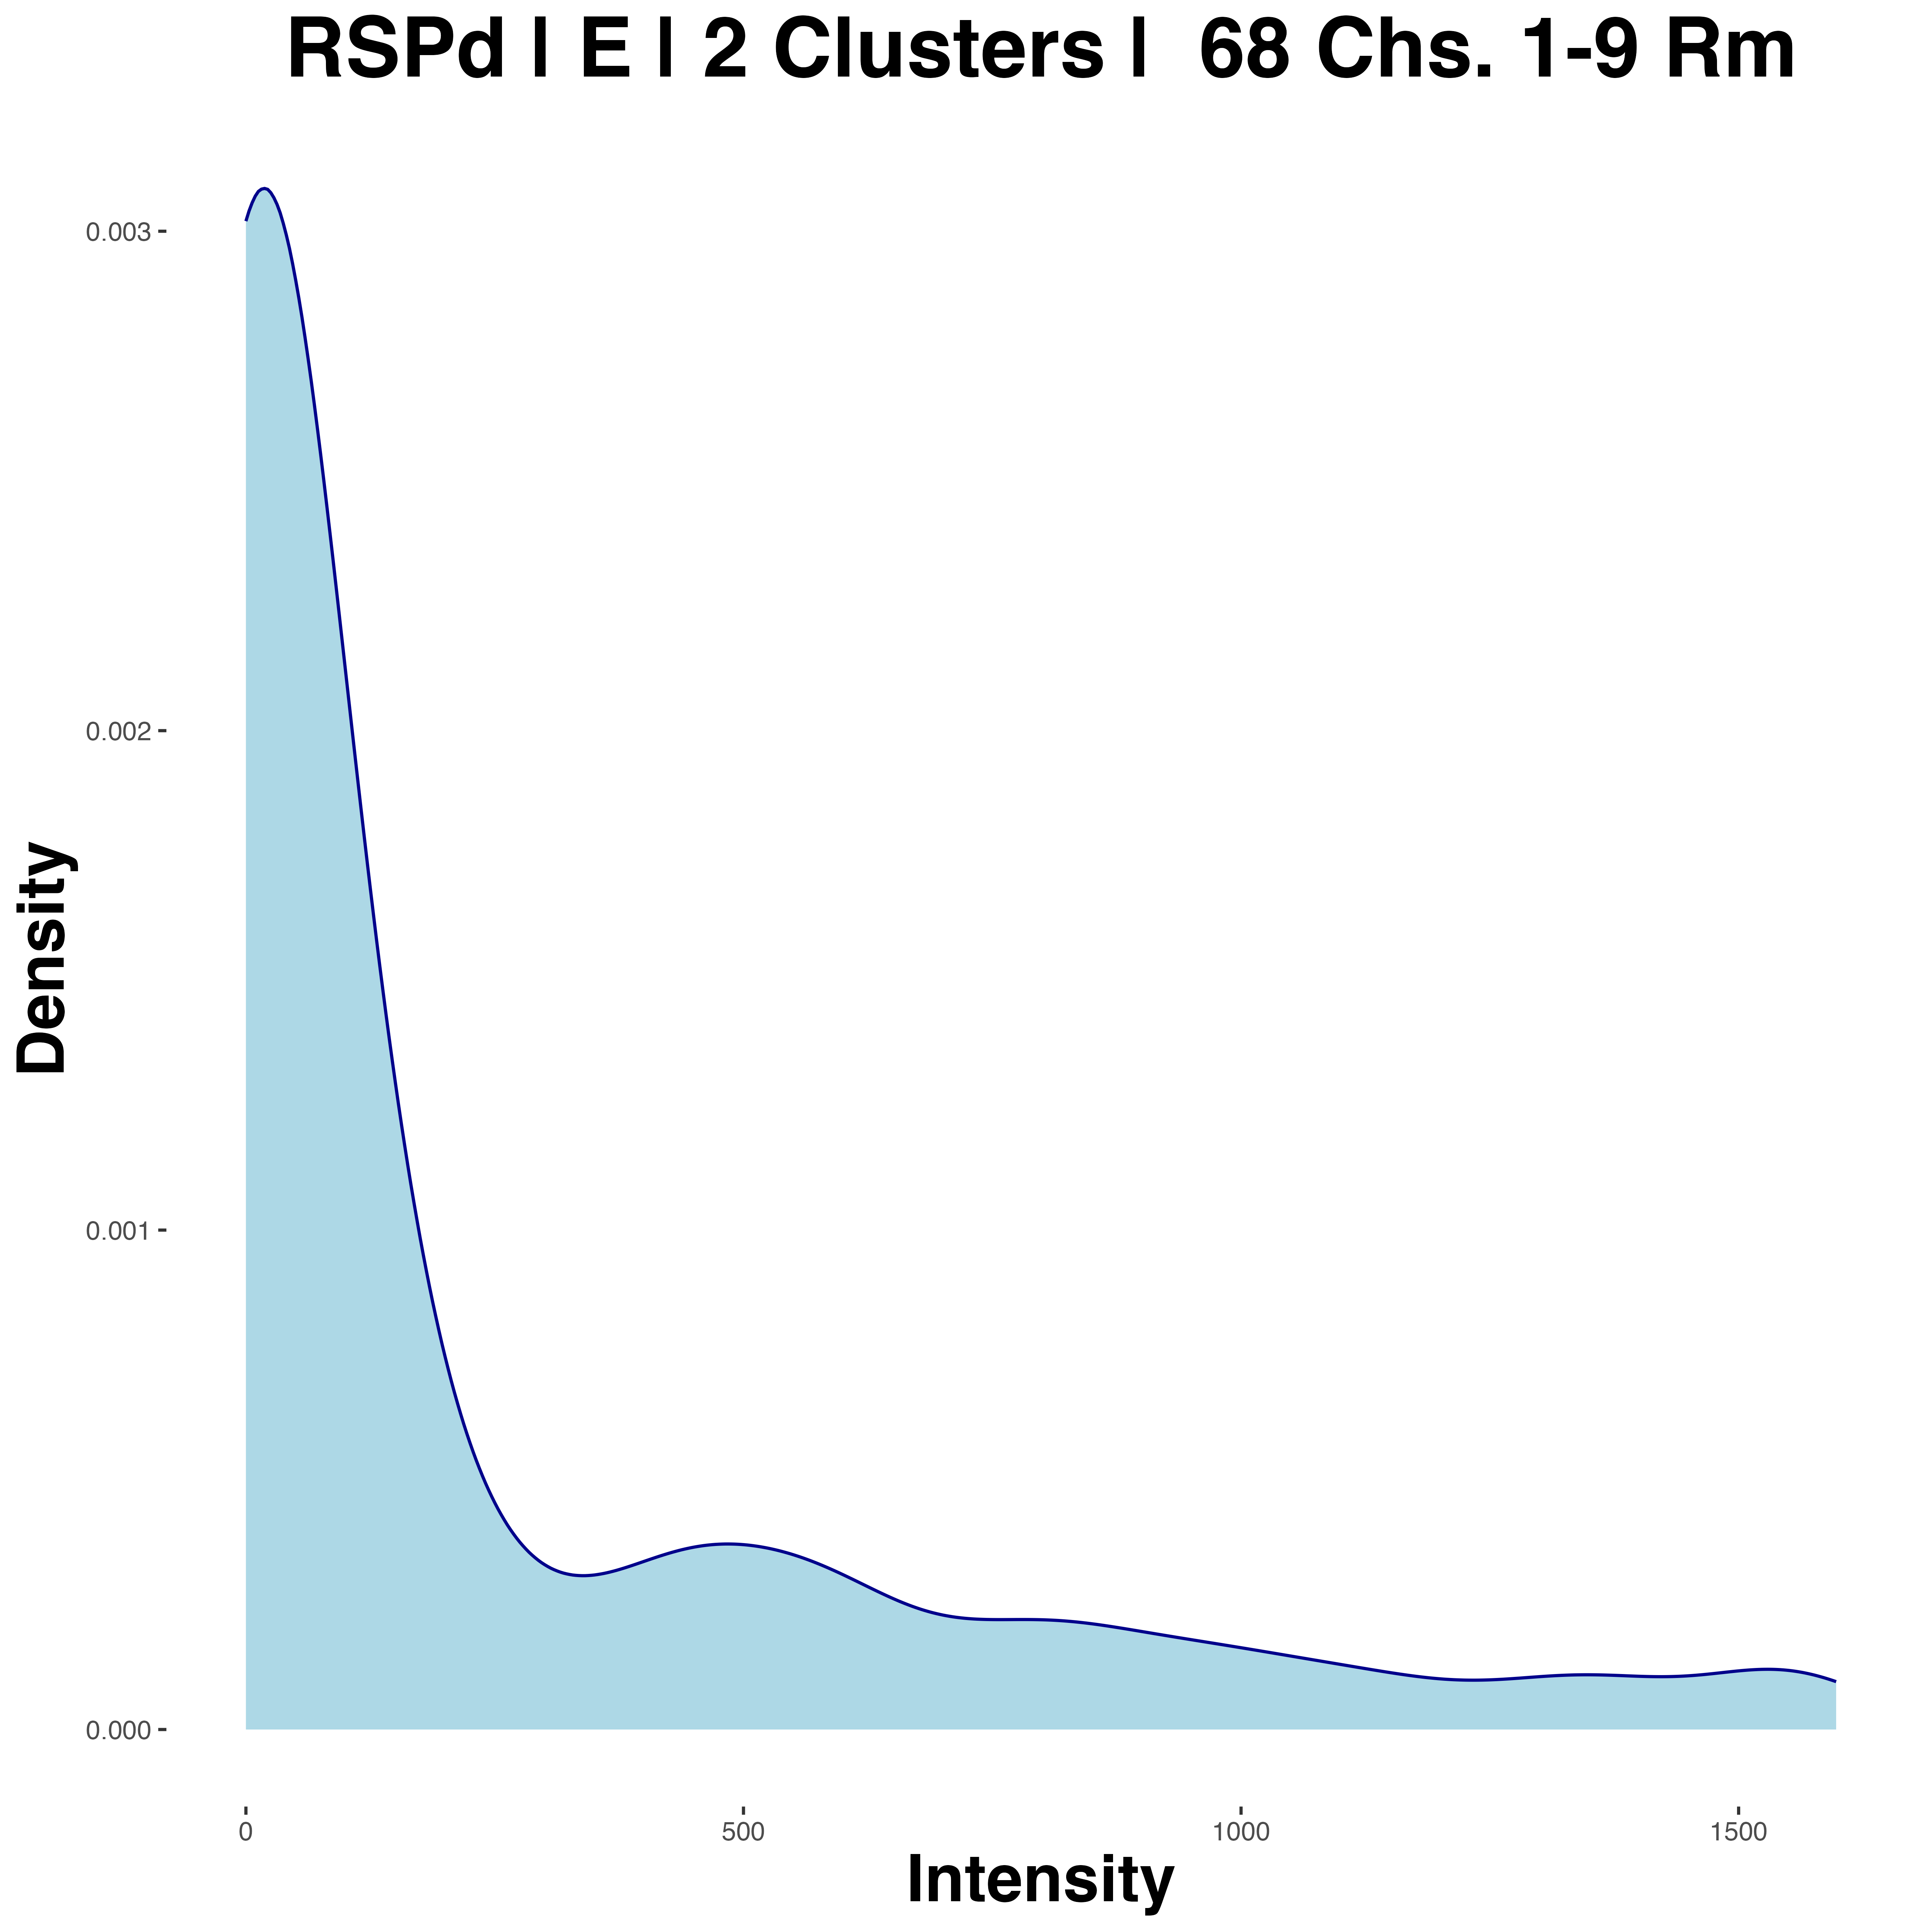 RSPd | E | 2 Clusters |  68 Chs. 1-9 Rm
0.003
0.002
0.001
0.000
Density
0 500 1000 1500
Intensity